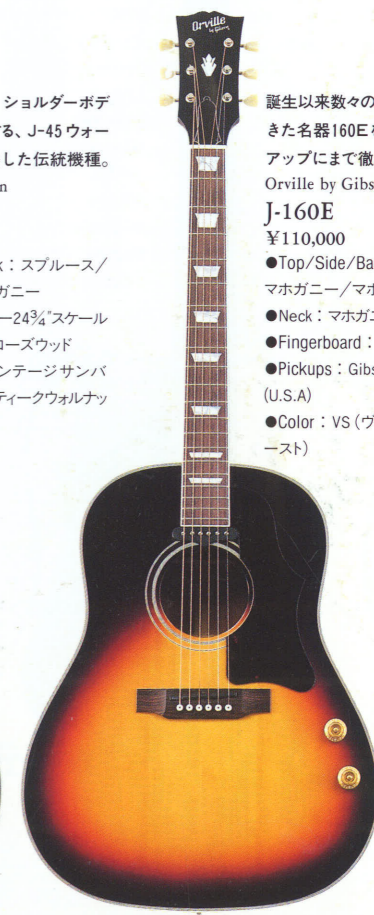 Orville
by Gibson
ショルダーボデ
る、J-45ウォー
した伝統機種。
n
：スプルース/
ガニー
ー24¾"スケール
ローズウッド
ンテージサンバ
ティークウォルナッ
誕生以来数々の
きた名器160Eを
アップにまで徹
Orville by Gibs
J-160E
¥110,000
●Top/Side/Ba
マホガニー/マホ
●Neck：マホガニ
●Fingerboard：
●Pickups：Gibs
(U.S.A)
●Color：VS(ヴ
ースト)